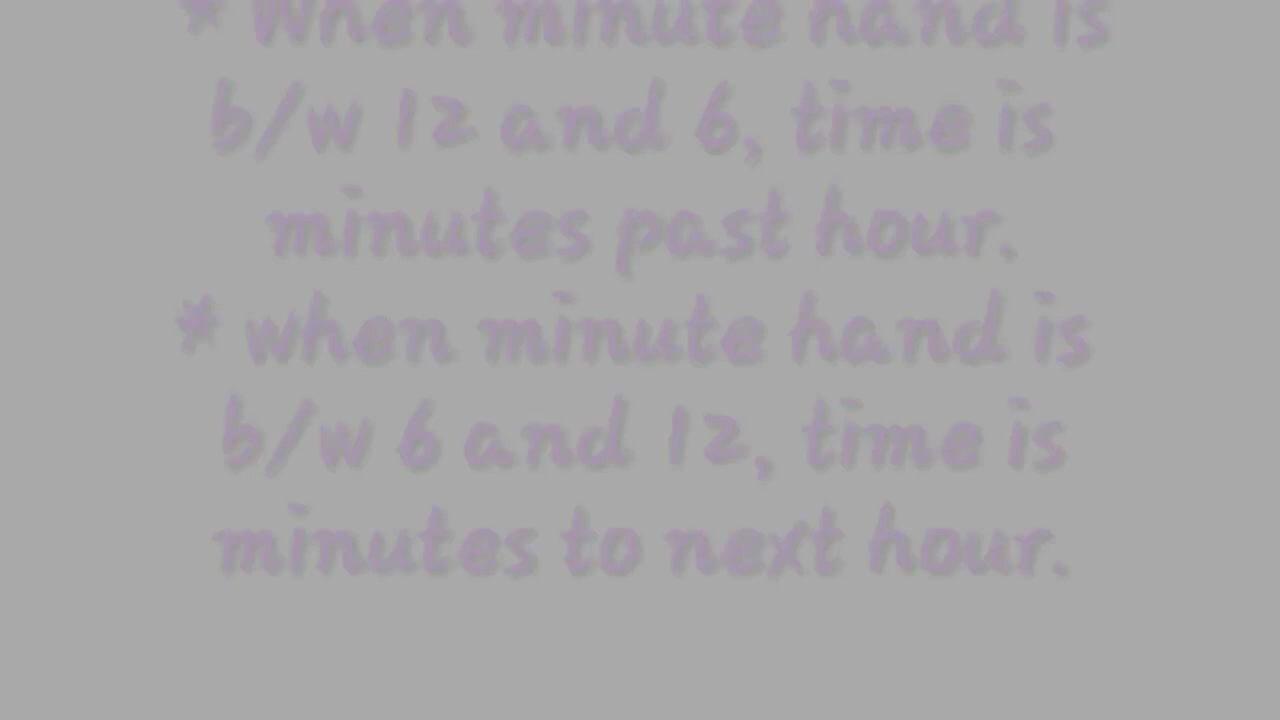 * when minute hand is
b/w 12 and 6, time is
minutes past hour.
* when minute hand is
b/w 6 and 12, time is
minutes to next hour.